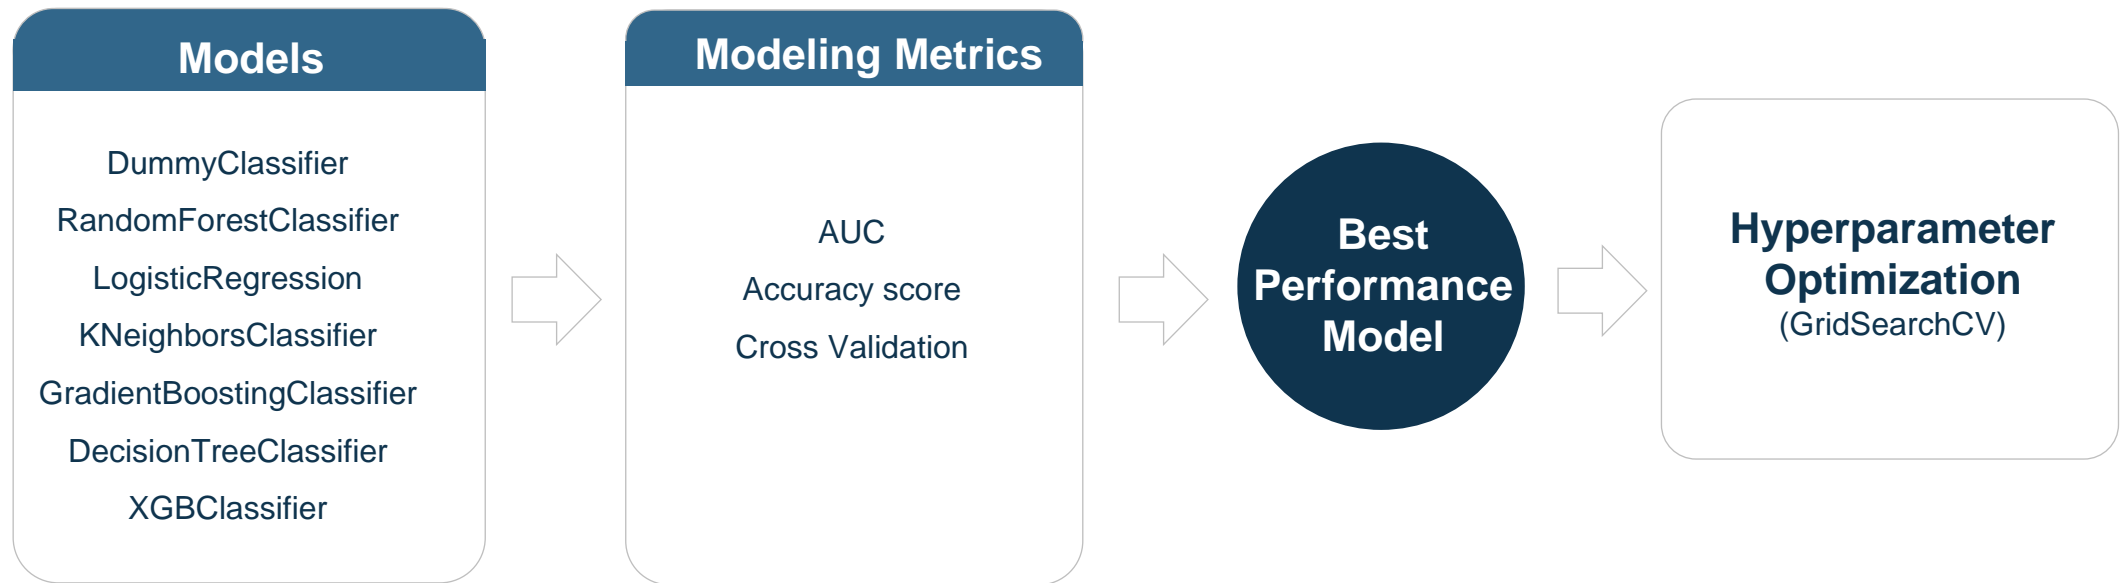 Models
DummyClassifier
RandomForestClassifier
LogisticRegression
KNeighborsClassifier
GradientBoostingClassifier
DecisionTreeClassifier
XGBClassifier
Modeling Metrics
AUC
Accuracy score
Cross Validation
Best
Performance
Model
Hyperparameter
Optimization
(GridSearchCV)